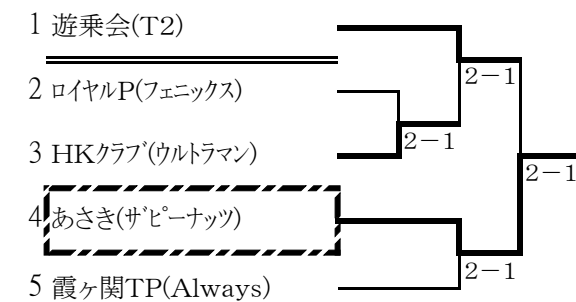 1 遊乗会(T2)
2-1
2 ロイヤルP(フェニックス)
2-1
3 HKクラブ(ウルトラマン)
2-1
4 あさき(ザピーナッツ)
2-1
5 霞ヶ関TP(Always)